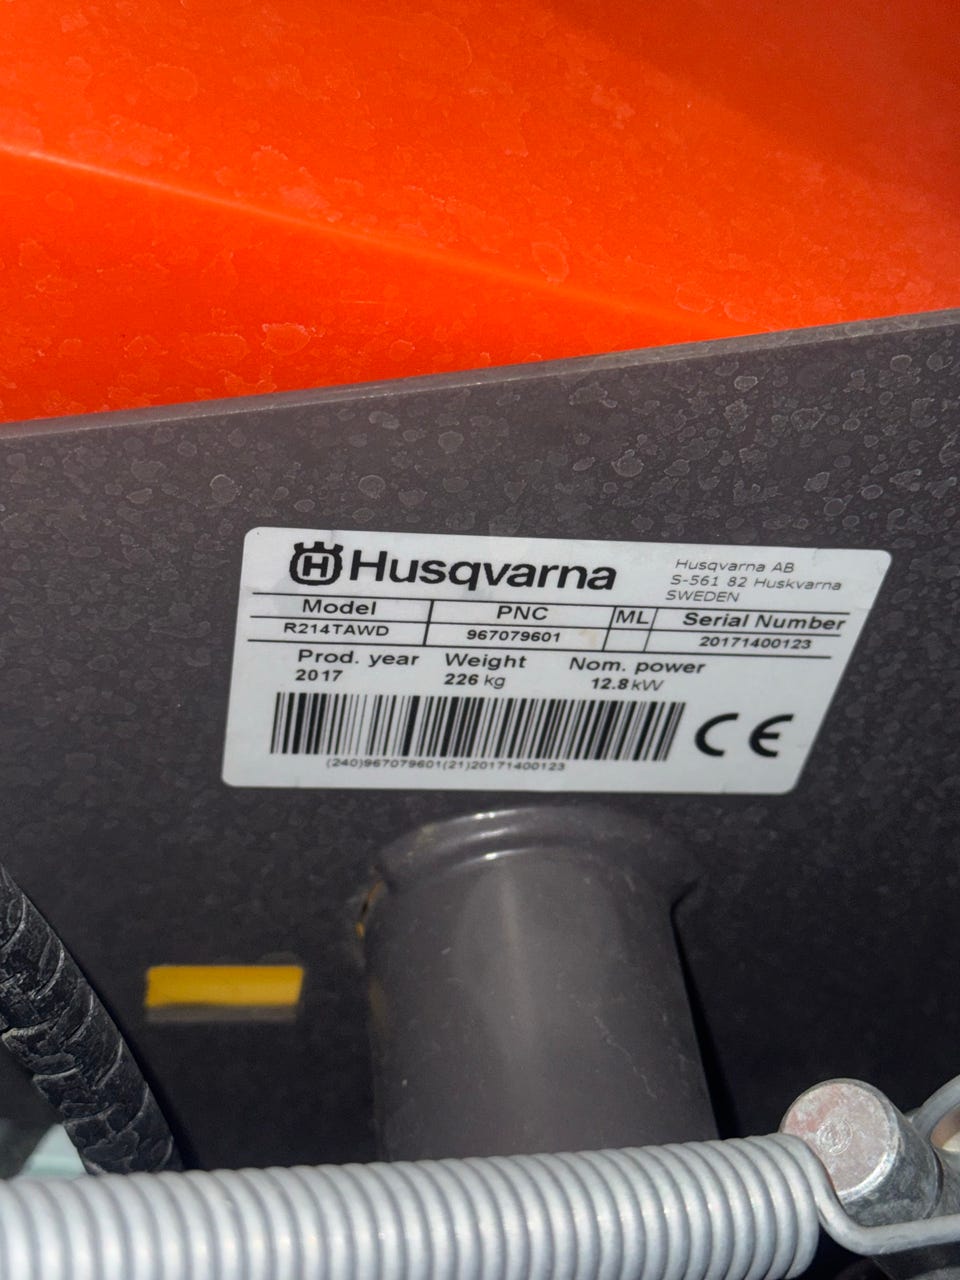 Husqvarna
Husqvarna AB
S-561 82 Huskvarna
SWEDEN
Model PNC ML Serial Number
R214TAWD 967079601 20171400123
Prod. year Weight Nom. power
2017 226 kg 12.8 kW
CE
(240)967079601(21)20171400123